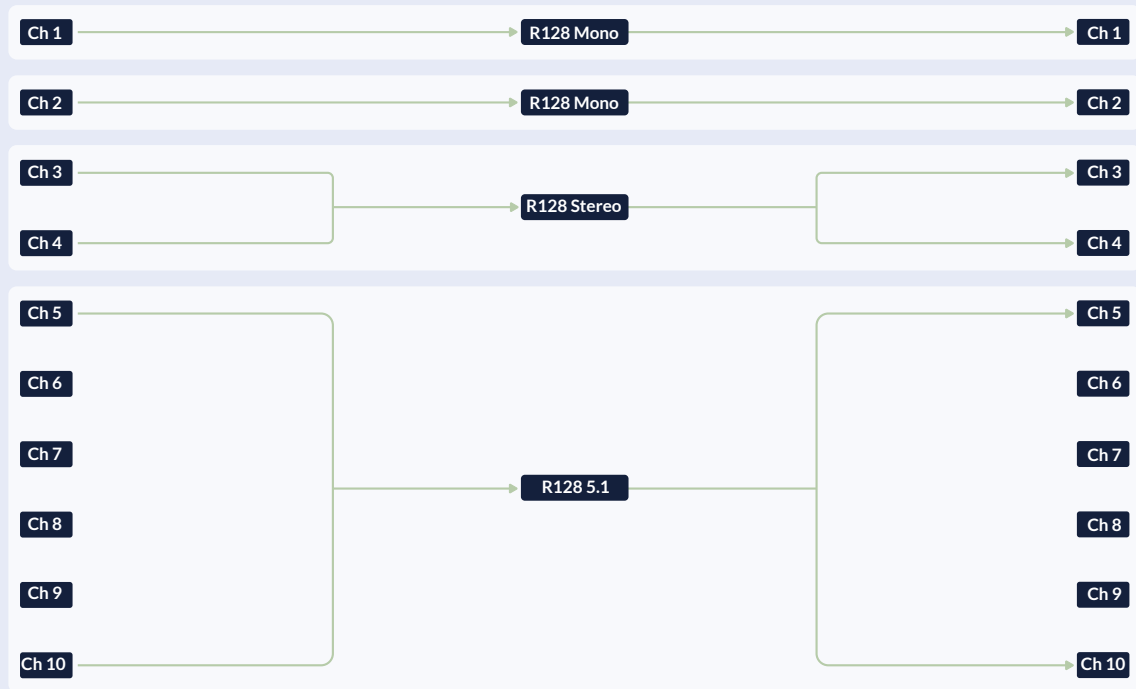 Ch 1 R128 Mono Ch 1
Ch 2 R128 Mono Ch 2
Ch 3 Ch 3
R128 Stereo
Ch 4 Ch 4
Ch 5 Ch 5
Ch 6 Ch 6
Ch 7 Ch 7
R128 5.1
Ch 8 Ch 8
Ch 9 Ch 9
Ch 10 Ch 10